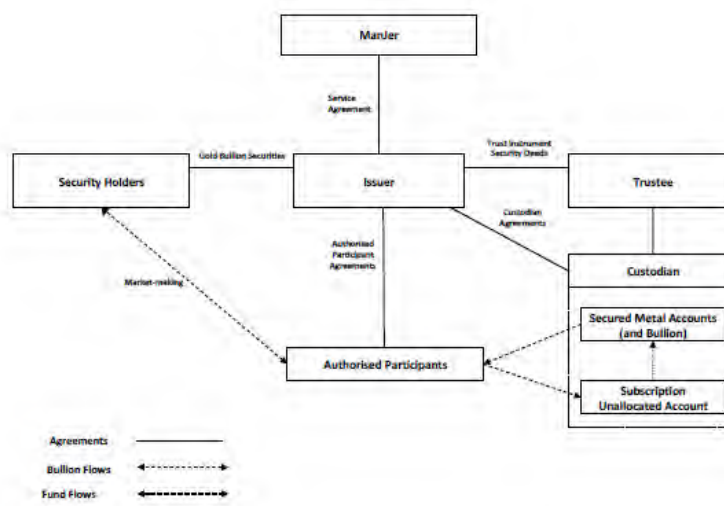 ManJer
Service
Agreement
Gold Bullion Securities
Trust Instrument
Security Deeds
Security Holders
Issuer
Trustee
Custodian
Agreements
Authorised
Participant
Agreements
Custodian
Market-making
Secured Metal Accounts
(and Bullion)
Authorised Participants
Subscription
Unallocated Account
Agreements
Bullion Flows
Fund Flows